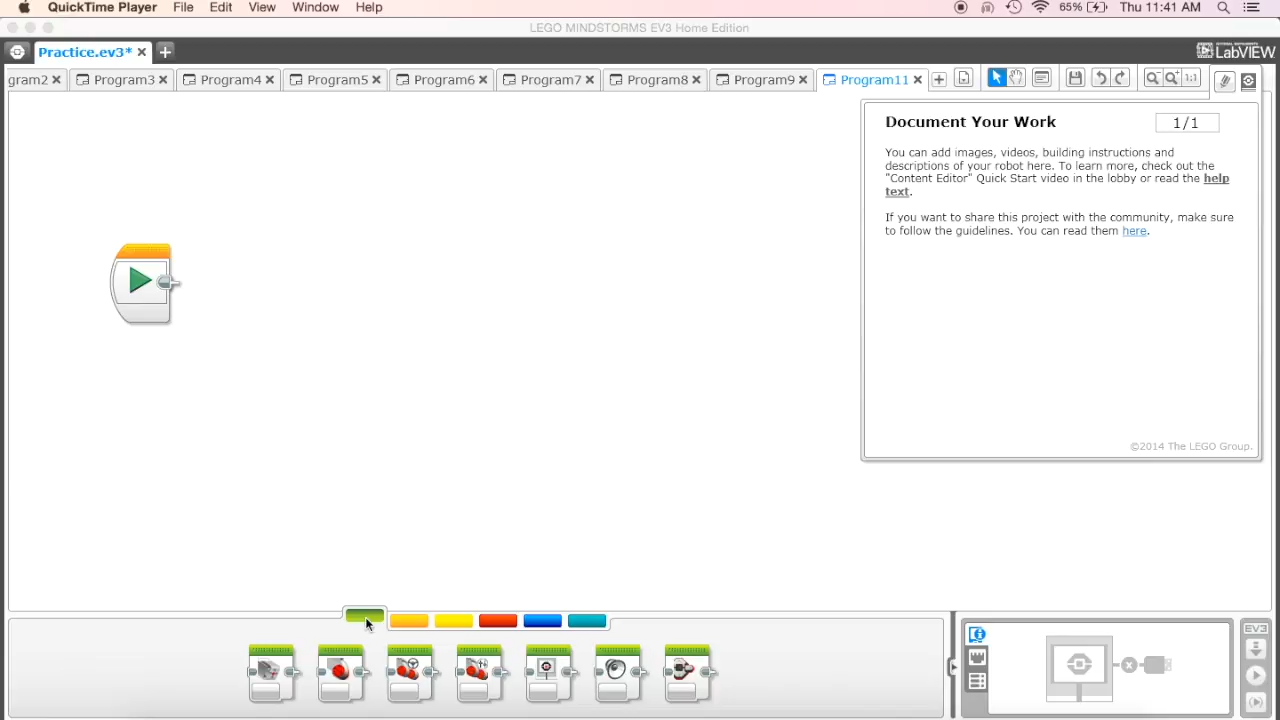 QuickTime Player File Edit View Window Help 65% Thu 11:41 AM
LEGO MINDSTORMS EV3 Home Edition
Practice.ev3* LabVIEW
gram2 Program3 Program4 Program5 Program6 Program7 Program8 Program9 Program11 1:1
Document Your Work 1/1
You can add images, videos, building instructions and
descriptions of your robot here. To learn more, check out the
"Content Editor" Quick Start video in the lobby or read the help
text.
If you want to share this project with the community, make sure
to follow the guidelines. You can read them here.
©2014 The LEGO Group.
EV3